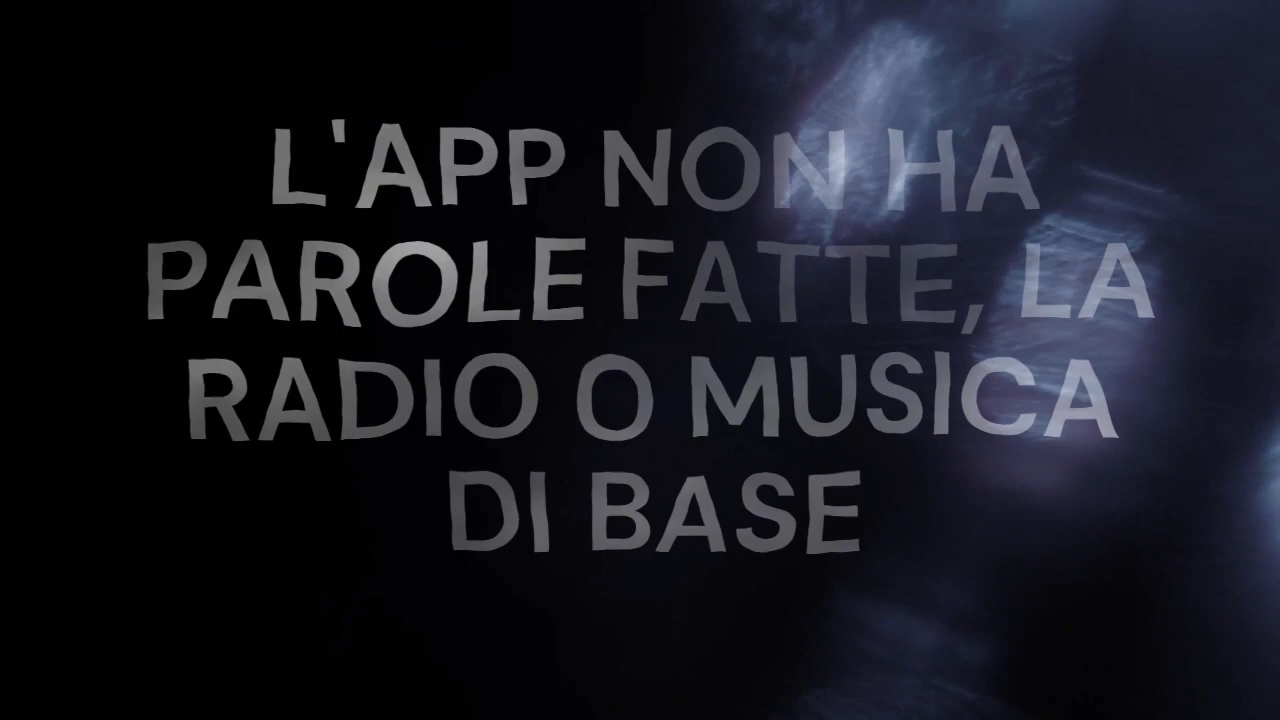 L'APP NON HA
PAROLE FATTE, LA
RADIO O MUSICA
DI BASE